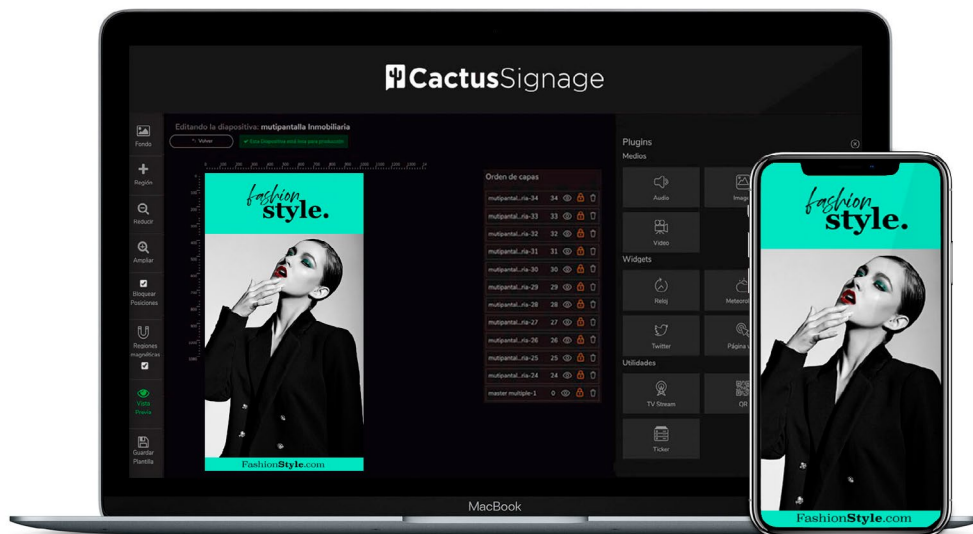 CactusSignage
Editando la diapositiva: mutipantalla Inmobiliaria
Volver
Fondo
Región
Reducir
Ampliar
Bloquear
Posiciones
Regiones
magnéticas
Vista
Previa
Guardar
Plantilla
fashion
style.
FashionStyle.com
Orden de capas
mutipantal...ria-34 34
mutipantal...ria-33 33
mutipantal...ria-32 32
mutipantal...ria-31 31
mutipantal...ria-30 30
mutipantal...ria-29 29
mutipantal...ria-28 28
mutipantal...ria-27 27
mutipantal...ria-36 26
mutipantal...ria-25 25
mutipantal...ria-24 24
master multiple-1 0
Plugins
Medios
Audio
Video
Widgets
Reloj
Twitter
Utilidades
TV Stream
QR
Ticker
fashion
style.
FashionStyle.com
MacBook